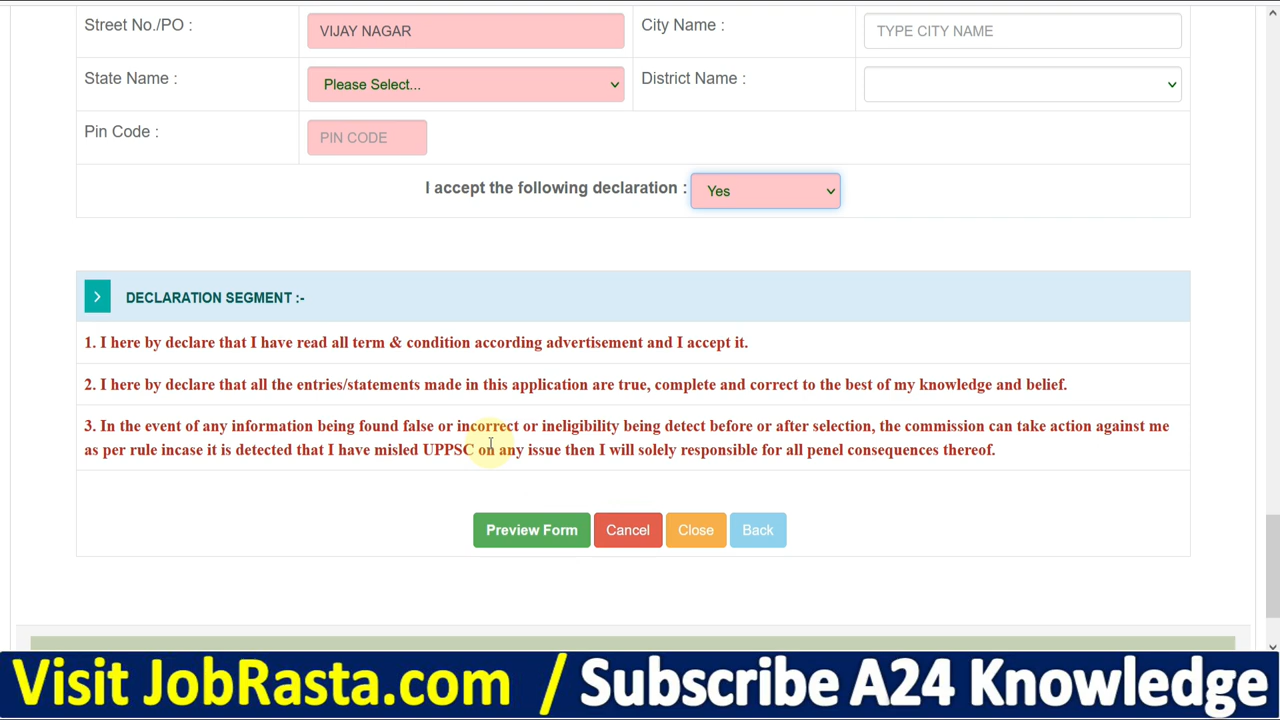 Street No./PO : VIJAY NAGAR City Name : TYPE CITY NAME
State Name : Please Select... District Name :
Pin Code : PIN CODE
I accept the following declaration : Yes
DECLARATION SEGMENT :-
1. I here by declare that I have read all term & condition according advertisement and I accept it.
2. I here by declare that all the entries/statements made in this application are true, complete and correct to the best of my knowledge and belief.
3. In the event of any information being found false or incorrect or ineligibility being detect before or after selection, the commission can take action against me
as per rule incase it is detected that I have misled UPPSC on any issue then I will solely responsible for all penel consequences thereof.
Preview Form Cancel Close Back
Visit JobRasta.com / Subscribe A24 Knowledge